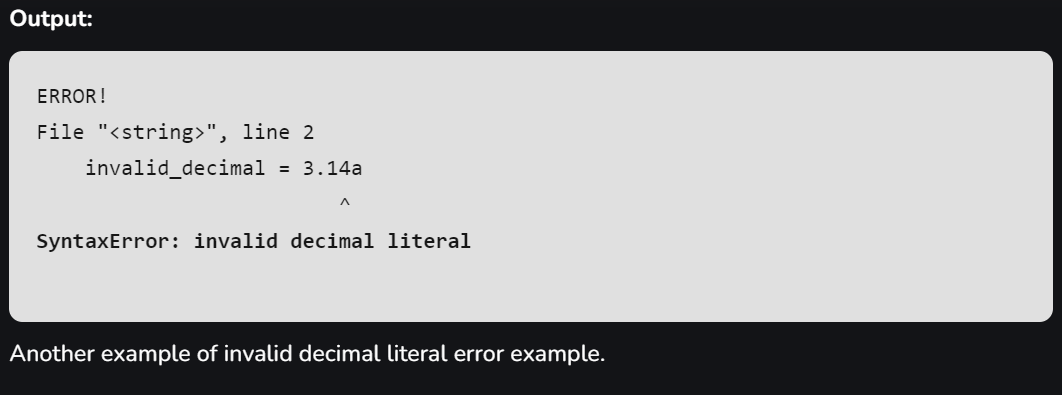 Output:
ERROR!
File "<string>", line 2
    invalid_decimal = 3.14a
                         ^
SyntaxError: invalid decimal literal
Another example of invalid decimal literal error example.